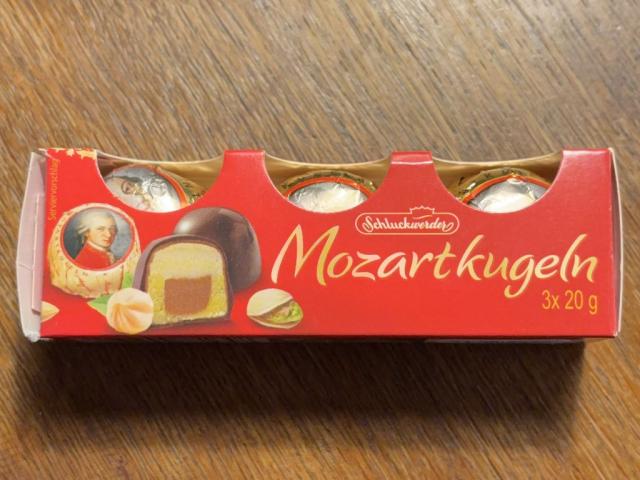 Serviervorschlag
Schluckwerder
Mozartkugeln
3x 20 g